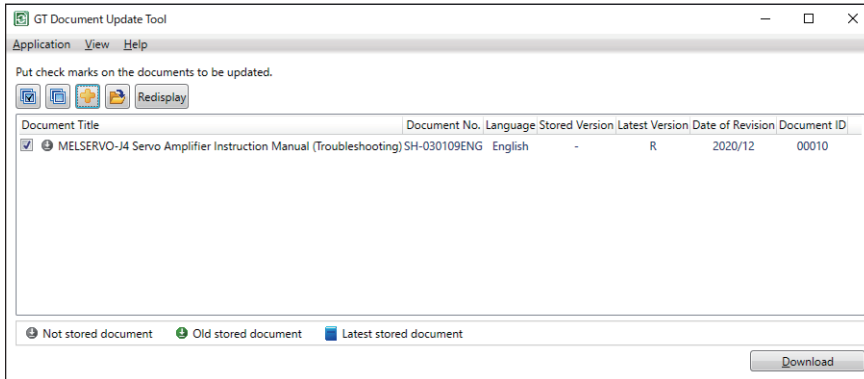 GT Document Update Tool
Application View Help
Put check marks on the documents to be updated.
Redisplay
Document Title Document No. Language Stored Version Latest Version Date of Revision Document ID
MELSERVO-J4 Servo Amplifier Instruction Manual (Troubleshooting) SH-030109ENG English - R 2020/12 00010
Not stored document Old stored document Latest stored document
Download